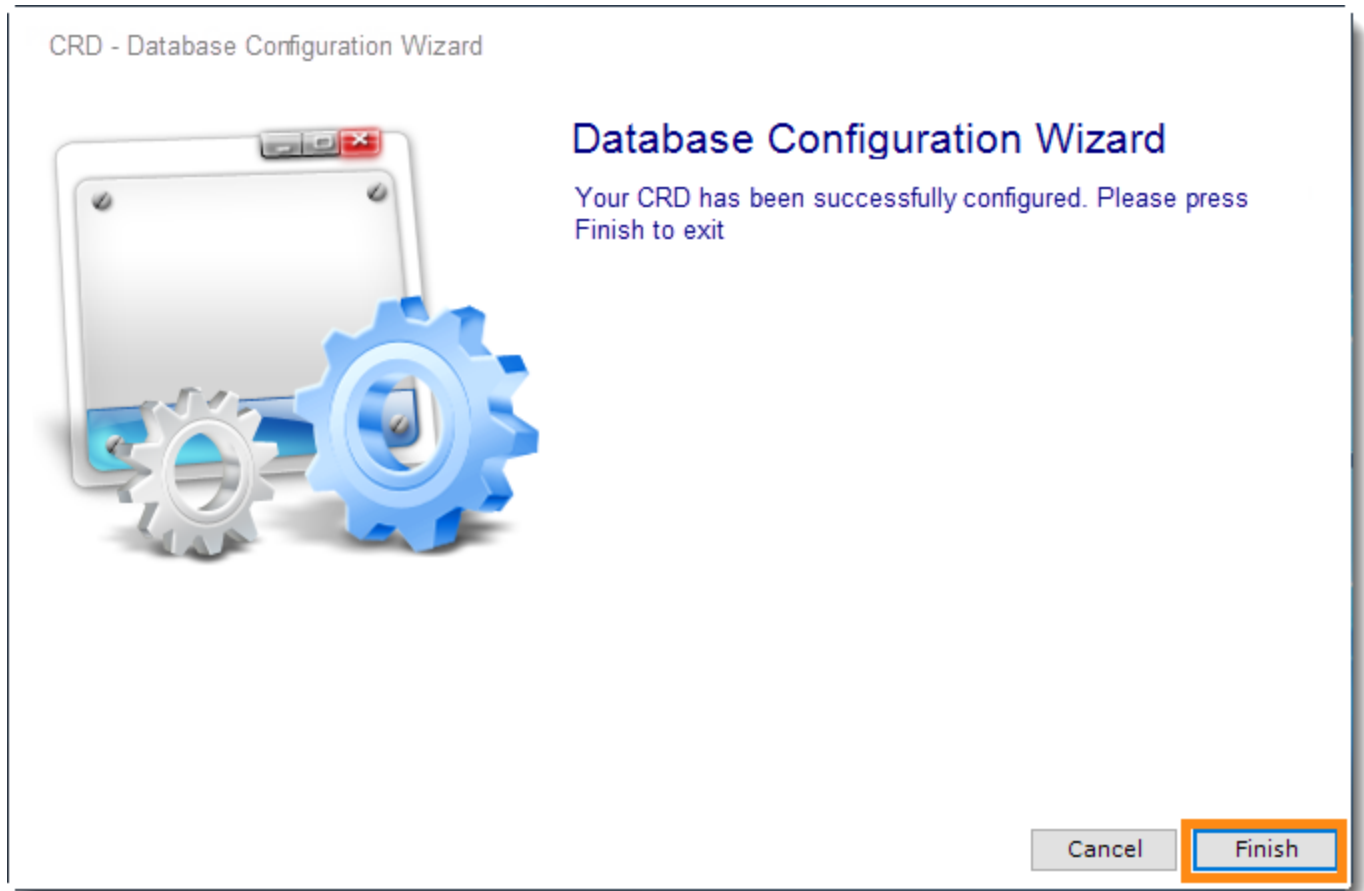 CRD - Database Configuration Wizard
Database Configuration Wizard
Your CRD has been successfully configured. Please press
Finish to exit
Cancel
Finish